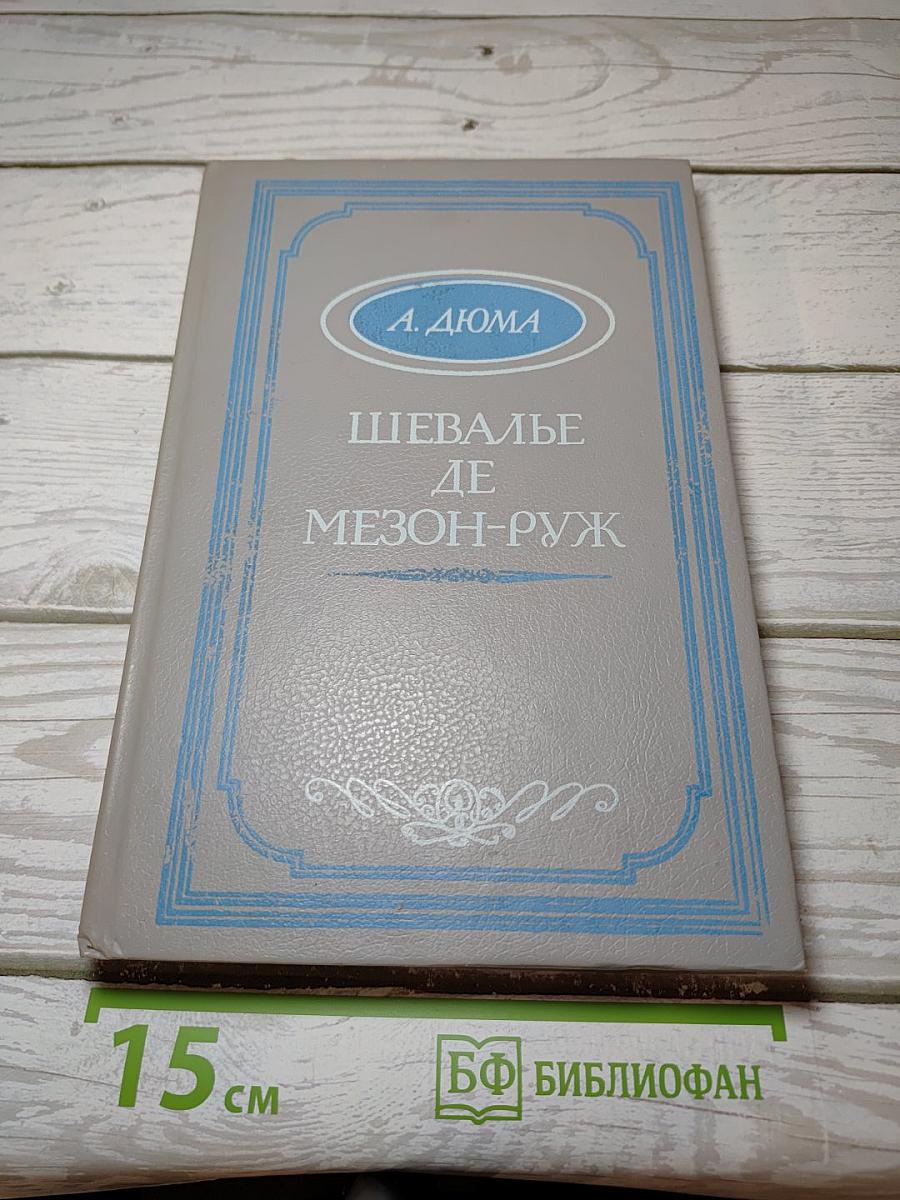 А. ДЮМА
ШЕВАЛЬЕ
ДЕ
МЕЗОН-РУЖ
15 см
БФ БИБЛИОФАН